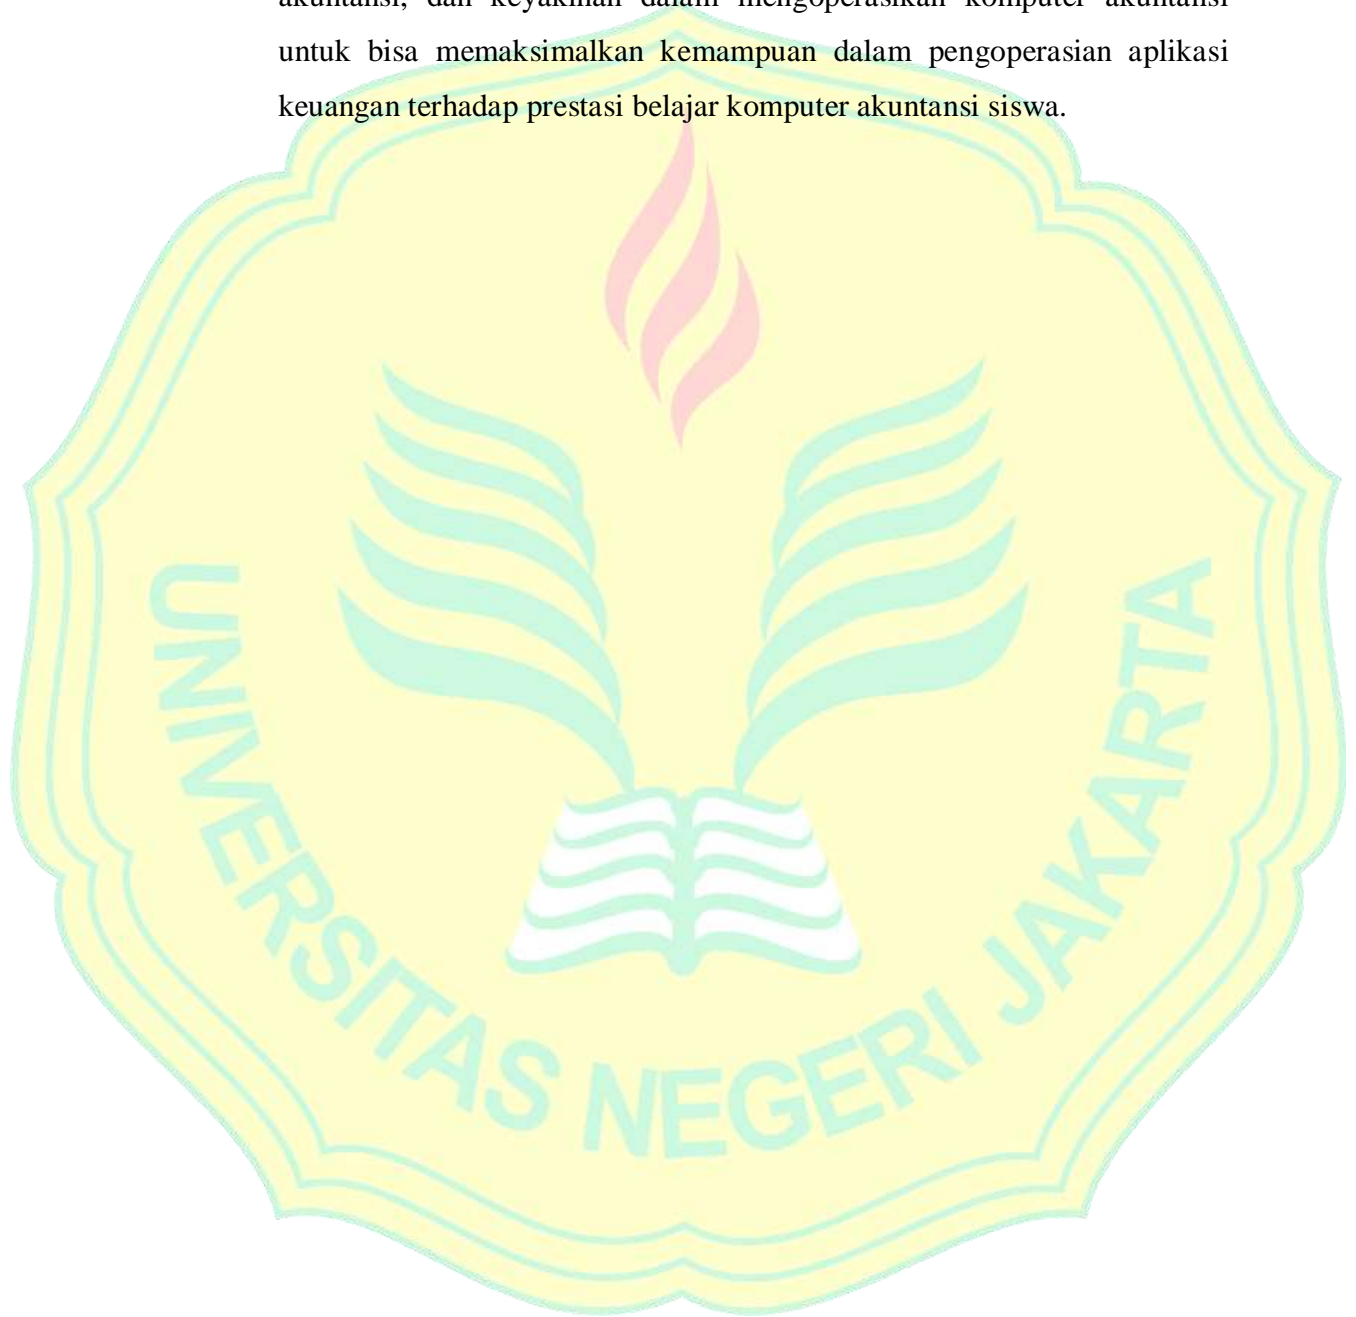 akuntansi, dan keyakinan dalam mengoperasikan komputer akuntansi
untuk bisa memaksimalkan kemampuan dalam pengoperasian aplikasi
keuangan terhadap prestasi belajar komputer akuntansi siswa.
UNIVERSITAS NEGERI JAKARTA